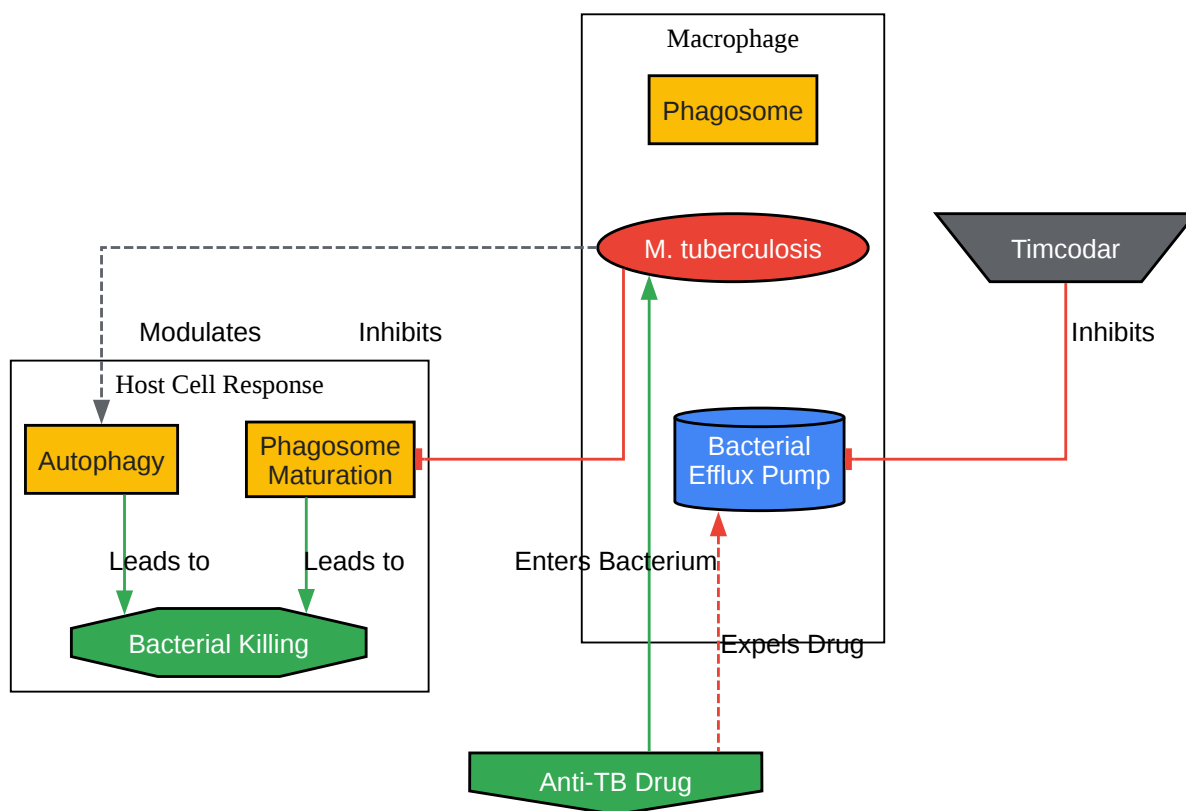 Macrophage
Phagosome
M. tuberculosis
Timcodar
Modulates
Inhibits
Inhibits
Host Cell Response
Autophagy
Phagosome
Maturation
Bacterial
Efflux Pump
Leads to
Leads to
Enters Bacterium
Bacterial Killing
Expels Drug
Anti-TB Drug